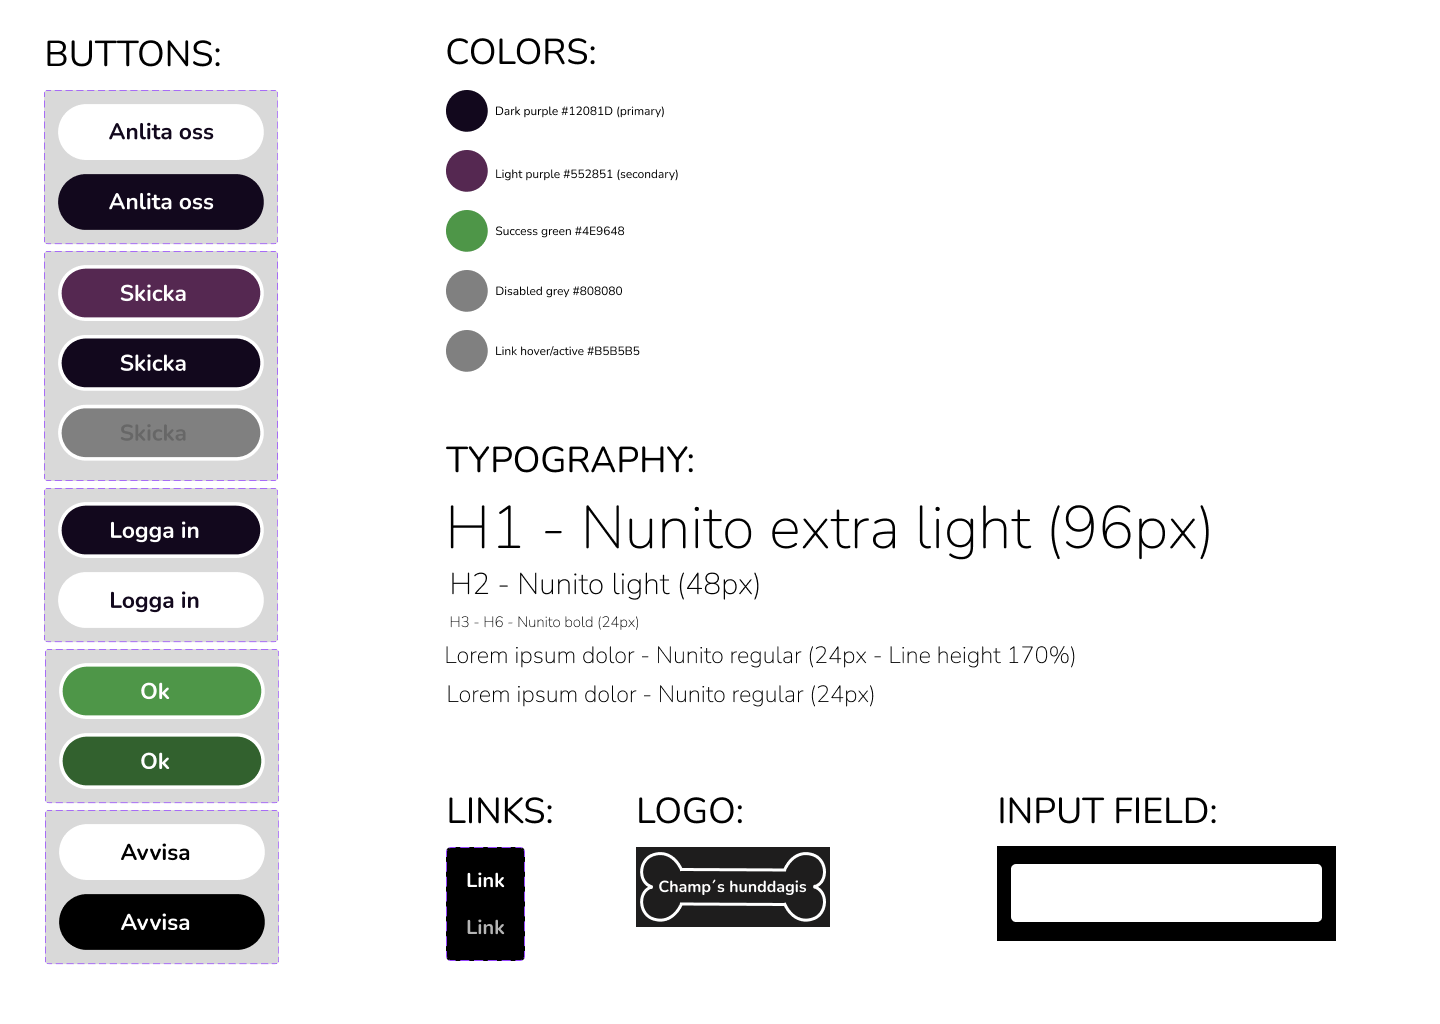 BUTTONS:
Anlita oss
Anlita oss
Skicka
Skicka
Skicka
Logga in
Logga in
Ok
Ok
Avvisa
Avvisa
COLORS:
Dark purple #12081D (primary)
Light purple #552851 (secondary)
Success green #4E9648
Disabled grey #808080
Link hover/active #B5B5B5
TYPOGRAPHY:
H1 - Nunito extra light (96px)
H2 - Nunito light (48px)
H3 - H6 - Nunito bold (24px)
Lorem ipsum dolor - Nunito regular (24px - Line height 170%)
Lorem ipsum dolor - Nunito regular (24px)
LINKS:
Link
Link
LOGO:
Champ´s hunddagis
INPUT FIELD: